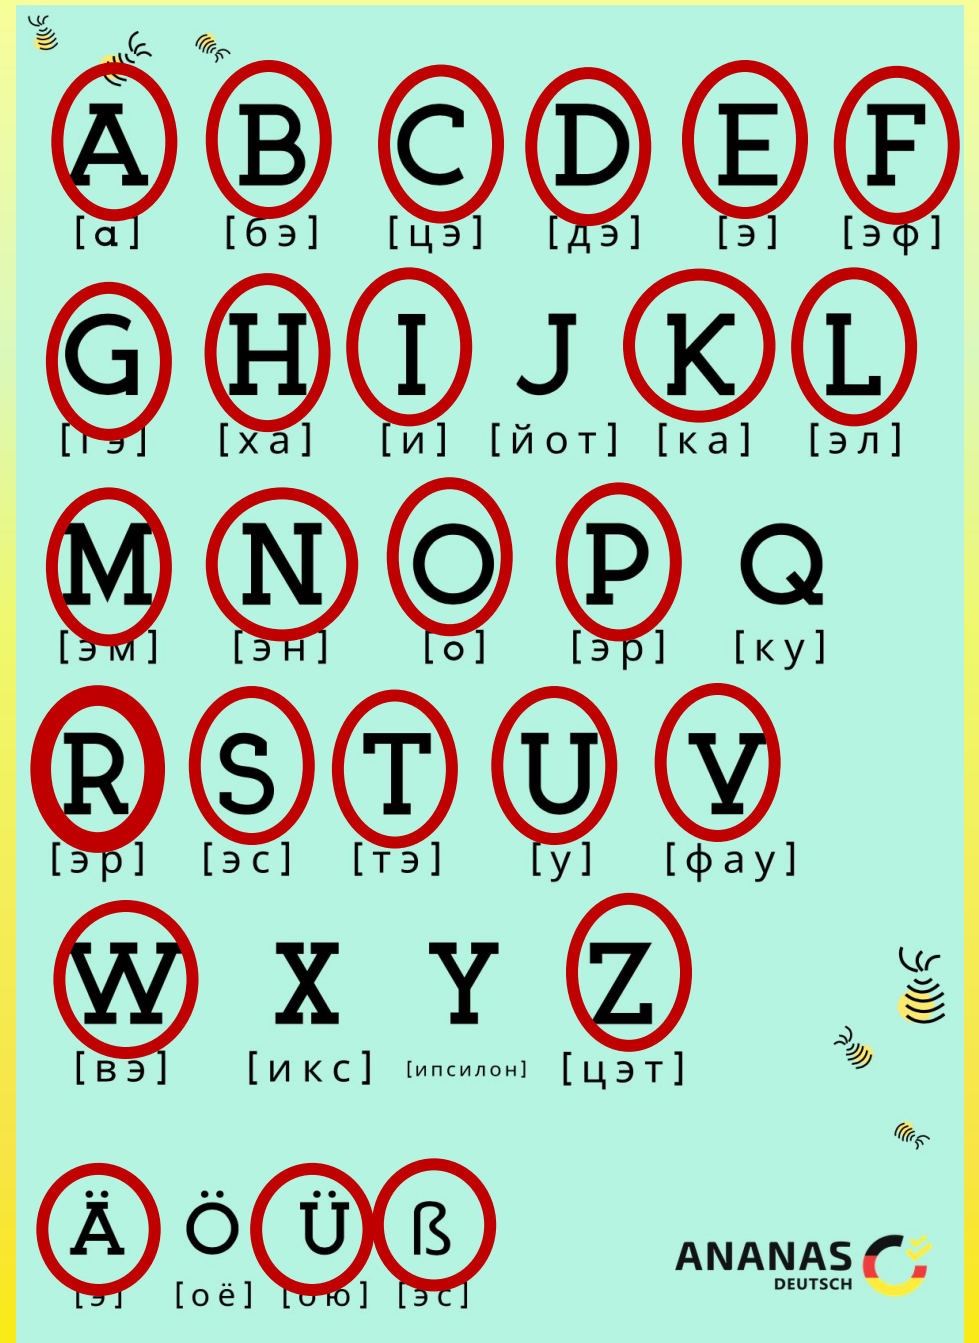 A B C D E F
[а] [бэ] [цэ] [дэ] [э] [эф]
G H I J K L
[гэ] [ха] [и] [йот] [ка] [эл]
M N O P Q
[эм] [эн] [о] [эр] [ку]
R S T U V
[эр] [эс] [тэ] [у] [фау]
W X Y Z
[вэ] [икс] [ипсилон] [цэт]
Ä Ö Ü ß
[э] [оё] [ою] [эс]
ANANAS
DEUTSCH